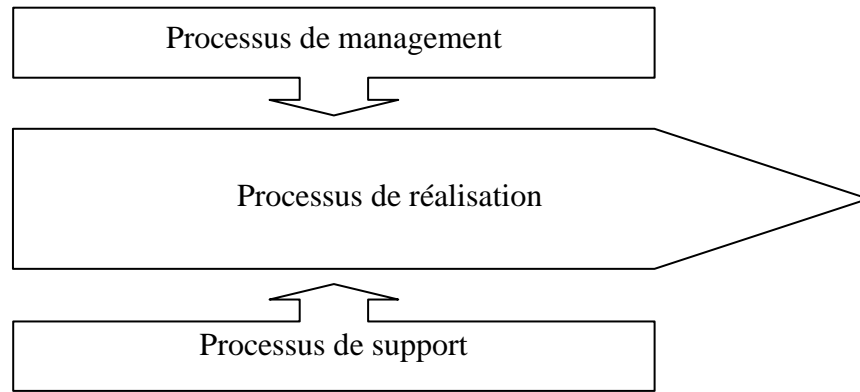 Processus de management
Processus de réalisation
Processus de support